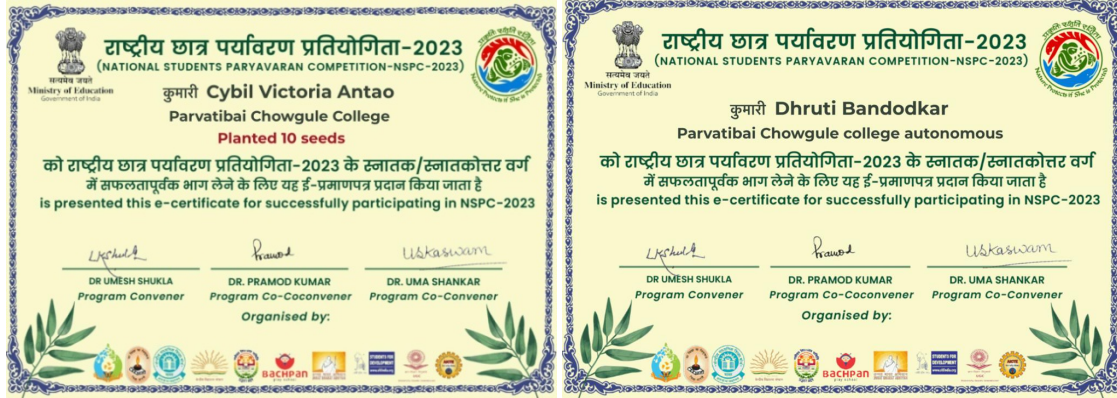 राष्ट्रीय छात्र पर्यावरण प्रतियोगिता-2023
(NATIONAL STUDENTS PARYAVARAN COMPETITION-NSPC-2023)
सत्यमेव जयते
Ministry of Education
Government of India
कुमारी Cybil Victoria Antao
Parvatibai Chowgule College
Planted 10 seeds
को राष्ट्रीय छात्र पर्यावरण प्रतियोगिता-2023 के स्नातक/स्नातकोत्तर वर्ग
में सफलतापूर्वक भाग लेने के लिए यह ई-प्रमाणपत्र प्रदान किया जाता है
is presented this e-certificate for successfully participating in NSPC-2023
DR UMESH SHUKLA DR. PRAMOD KUMAR DR. UMA SHANKAR
Program Convener Program Co-Coconvener Program Co-Convener
Organised by:
BACHPAN
राष्ट्रीय छात्र पर्यावरण प्रतियोगिता-2023
(NATIONAL STUDENTS PARYAVARAN COMPETITION-NSPC-2023)
सत्यमेव जयते
Ministry of Education
Government of India
कुमारी Dhruti Bandodkar
Parvatibai Chowgule college autonomous
को राष्ट्रीय छात्र पर्यावरण प्रतियोगिता-2023 के स्नातक/स्नातकोत्तर वर्ग
में सफलतापूर्वक भाग लेने के लिए यह ई-प्रमाणपत्र प्रदान किया जाता है
is presented this e-certificate for successfully participating in NSPC-2023
DR UMESH SHUKLA DR. PRAMOD KUMAR DR. UMA SHANKAR
Program Convener Program Co-Coconvener Program Co-Convener
Organised by:
BACHPAN